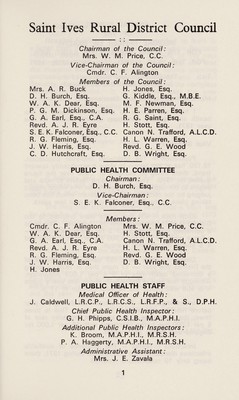 Saint Ives Rural District Council
: :
Chairman of the Council:
Mrs. W. M. Price, C.C.
Vice-Chairman of the Council:
Cmdr. C. F. Alington
Members of the Council:
Mrs. A. R. Buck H. Jones, Esq.
D. H. Burch, Esq. G. Kiddle, Esq., M.B.E.
W. A. K. Dear, Esq. M. F. Newman, Esq.
P. G. M. Dickinson, Esq. H. E. Parren, Esq.
G. A. Earl, Esq., C.A. R. G. Saint, Esq.
Revd. A. J. R. Eyre H. Stott, Esq.
S. E. K. Falconer, Esq., C.C. Canon N. Trafford, A.L.C.D.
R. G. Fleming, Esq. H. L. Warren, Esq.
J. W. Harris, Esq. Revd. G. E. Wood
C. D. Hutchcraft, Esq. D. B. Wright, Esq.
PUBLIC HEALTH COMMITTEE
Chairman:
D. H. Burch, Esq.
Vice-Chairman:
S. E. K. Falconer, Esq., C.C.
Members:
Cmdr. C. F. Alington Mrs. W. M. Price, C.C.
W. A. K. Dear, Esq. H. Stott, Esq.
G. A. Earl, Esq., C.A. Canon N. Trafford, A.L.C.D.
Revd. A. J. R. Eyre H. L. Warren, Esq.
R. G. Fleming, Esq. Revd. G. E. Wood
J. W. Harris, Esq. D. B. Wright, Esq.
H. Jones
PUBLIC HEALTH STAFF
Medical Officer of Health:
J. Caldwell, L.R.C.P., L.R.C.S., L.R.F.P., & S., D.P.H.
Chief Public Health Inspector:
G. H. Phipps, C.S.I.B., M.A.P.H.I.
Additional Public Health Inspectors:
K. Broom, M.A.P.H.I., M.R.S.H.
P. A. Haggerty, M.A.P.H.I., M.R.S.H.
Administrative Assistant:
Mrs. J. E. Zavala
1